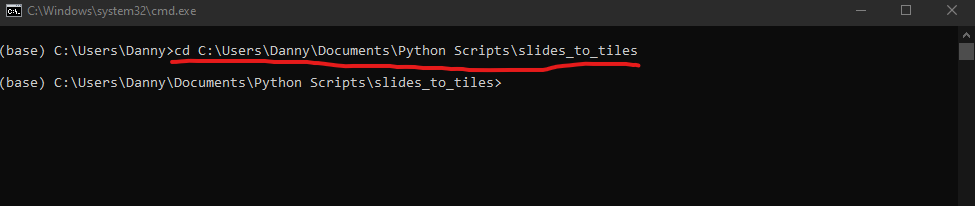 C:\Windows\system32\cmd.exe
(base) C:\Users\Danny>cd C:\Users\Danny\Documents\Python Scripts\slides_to_tiles
(base) C:\Users\Danny\Documents\Python Scripts\slides_to_tiles>